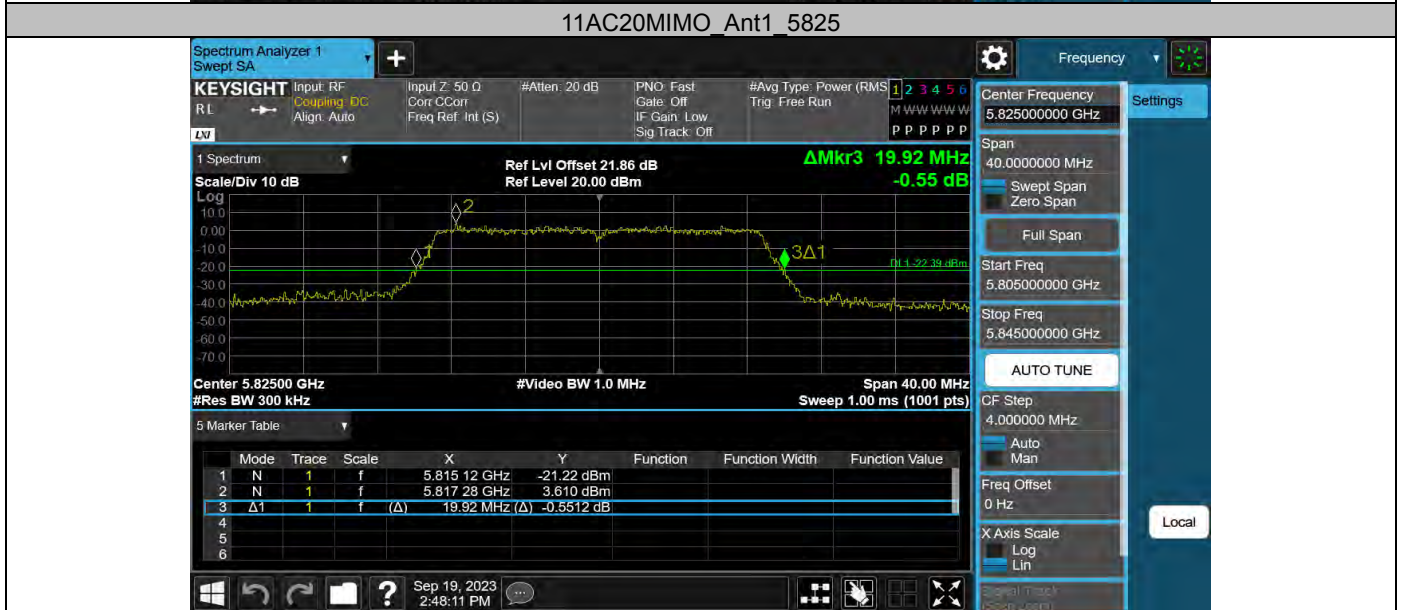 11AC20MIMO_Ant1_5825
Spectrum Analyzer 1
Swept SA
+
Frequency
KEYSIGHT
RL
LXI
Input: RF
Coupling: DC
Align: Auto
Input Z: 50 Ω
Corr CCorr
Freq Ref: Int (S)
#Atten: 20 dB
PNO: Fast
Gate: Off
IF Gain: Low
Sig Track: Off
#Avg Type: Power (RMS
Trig: Free Run
1 2 3 4 5 6
M W W W W W
P P P P P P
1 Spectrum
Scale/Div 10 dB
Ref Lvl Offset 21.86 dB
Ref Level 20.00 dBm
ΔMkr3 19.92 MHz
-0.55 dB
Log
10.0
0.00
-10.0
-20.0
-30.0
-40.0
-50.0
-60.0
-70.0
2
1
3Δ1
DL1 -22.39 dBm
Center 5.82500 GHz
#Res BW 300 kHz
#Video BW 1.0 MHz
Span 40.00 MHz
Sweep 1.00 ms (1001 pts)
5 Marker Table
Mode Trace Scale X Y Function Function Width Function Value
1 N 1 f 5.815 12 GHz -21.22 dBm
2 N 1 f 5.817 28 GHz 3.610 dBm
3 Δ1 1 f (Δ) 19.92 MHz (Δ) -0.5512 dB
4
5
6
Sep 19, 2023
2:48:11 PM
Center Frequency
5.825000000 GHz
Span
40.0000000 MHz
Swept Span
Zero Span
Full Span
Start Freq
5.805000000 GHz
Stop Freq
5.845000000 GHz
AUTO TUNE
CF Step
4.000000 MHz
Auto
Man
Freq Offset
0 Hz
X Axis Scale
Log
Lin
Settings
Local